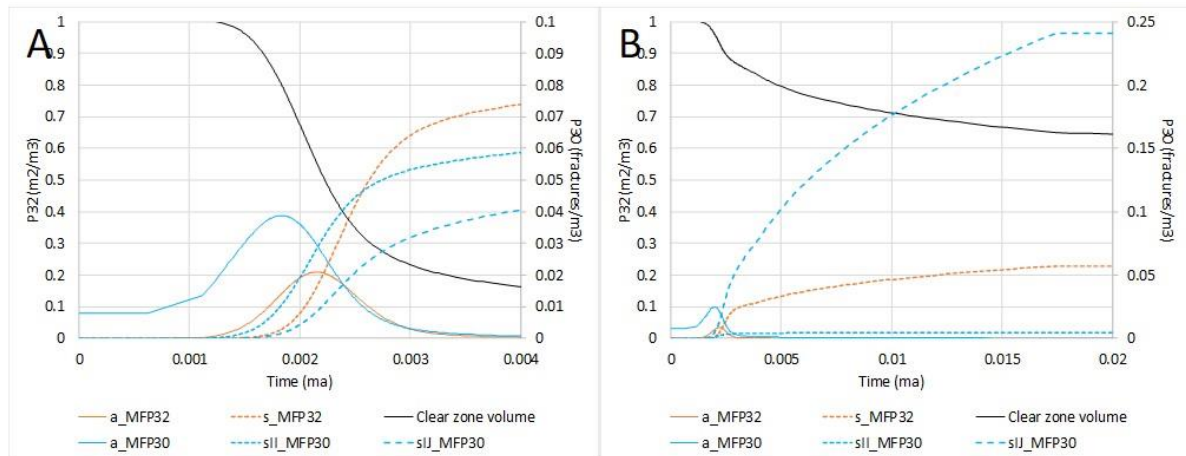 A
1
0.9
0.8
0.7
0.6
0.5
0.4
0.3
0.2
0.1
0
P32 (m2/m3)
0.1
0.09
0.08
0.07
0.06
0.05
0.04
0.03
0.02
0.01
0
P30 (fractures/m3)
0 0.001 0.002 0.003 0.004
Time (ma)
a_MFP32 s_MFP32 Clear zone volume
a_MFP30 sII_MFP30 sIJ_MFP30
B
1
0.9
0.8
0.7
0.6
0.5
0.4
0.3
0.2
0.1
0
P32 (m2/m3)
0.25
0.2
0.15
0.1
0.05
0
P30 (fractures/m3)
0 0.005 0.01 0.015 0.02
Time (ma)
a_MFP32 s_MFP32 Clear zone volume
a_MFP30 sII_MFP30 sIJ_MFP30